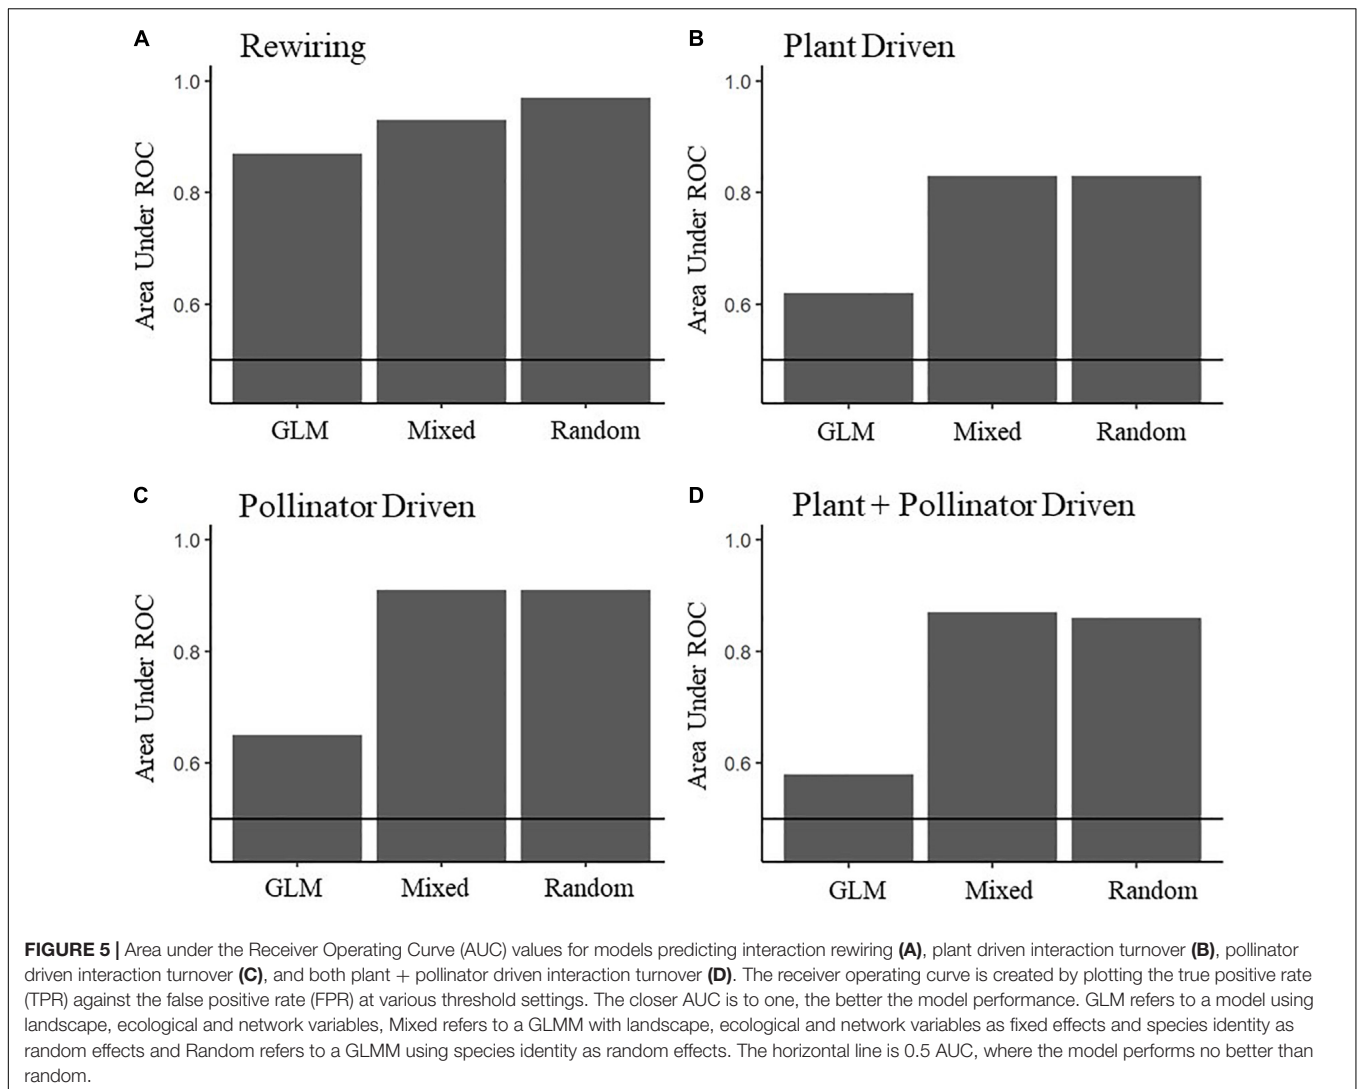 A
Rewiring
1.0
0.8
0.6
Area Under ROC
GLM Mixed Random
B
Plant Driven
1.0
0.8
0.6
Area Under ROC
GLM Mixed Random
C
Pollinator Driven
1.0
0.8
0.6
Area Under ROC
GLM Mixed Random
D
Plant + Pollinator Driven
1.0
0.8
0.6
Area Under ROC
GLM Mixed Random
FIGURE 5 | Area under the Receiver Operating Curve (AUC) values for models predicting interaction rewiring (A), plant driven interaction turnover (B), pollinator
driven interaction turnover (C), and both plant + pollinator driven interaction turnover (D). The receiver operating curve is created by plotting the true positive rate
(TPR) against the false positive rate (FPR) at various threshold settings. The closer AUC is to one, the better the model performance. GLM refers to a model using
landscape, ecological and network variables, Mixed refers to a GLMM with landscape, ecological and network variables as fixed effects and species identity as
random effects and Random refers to a GLMM using species identity as random effects. The horizontal line is 0.5 AUC, where the model performs no better than
random.